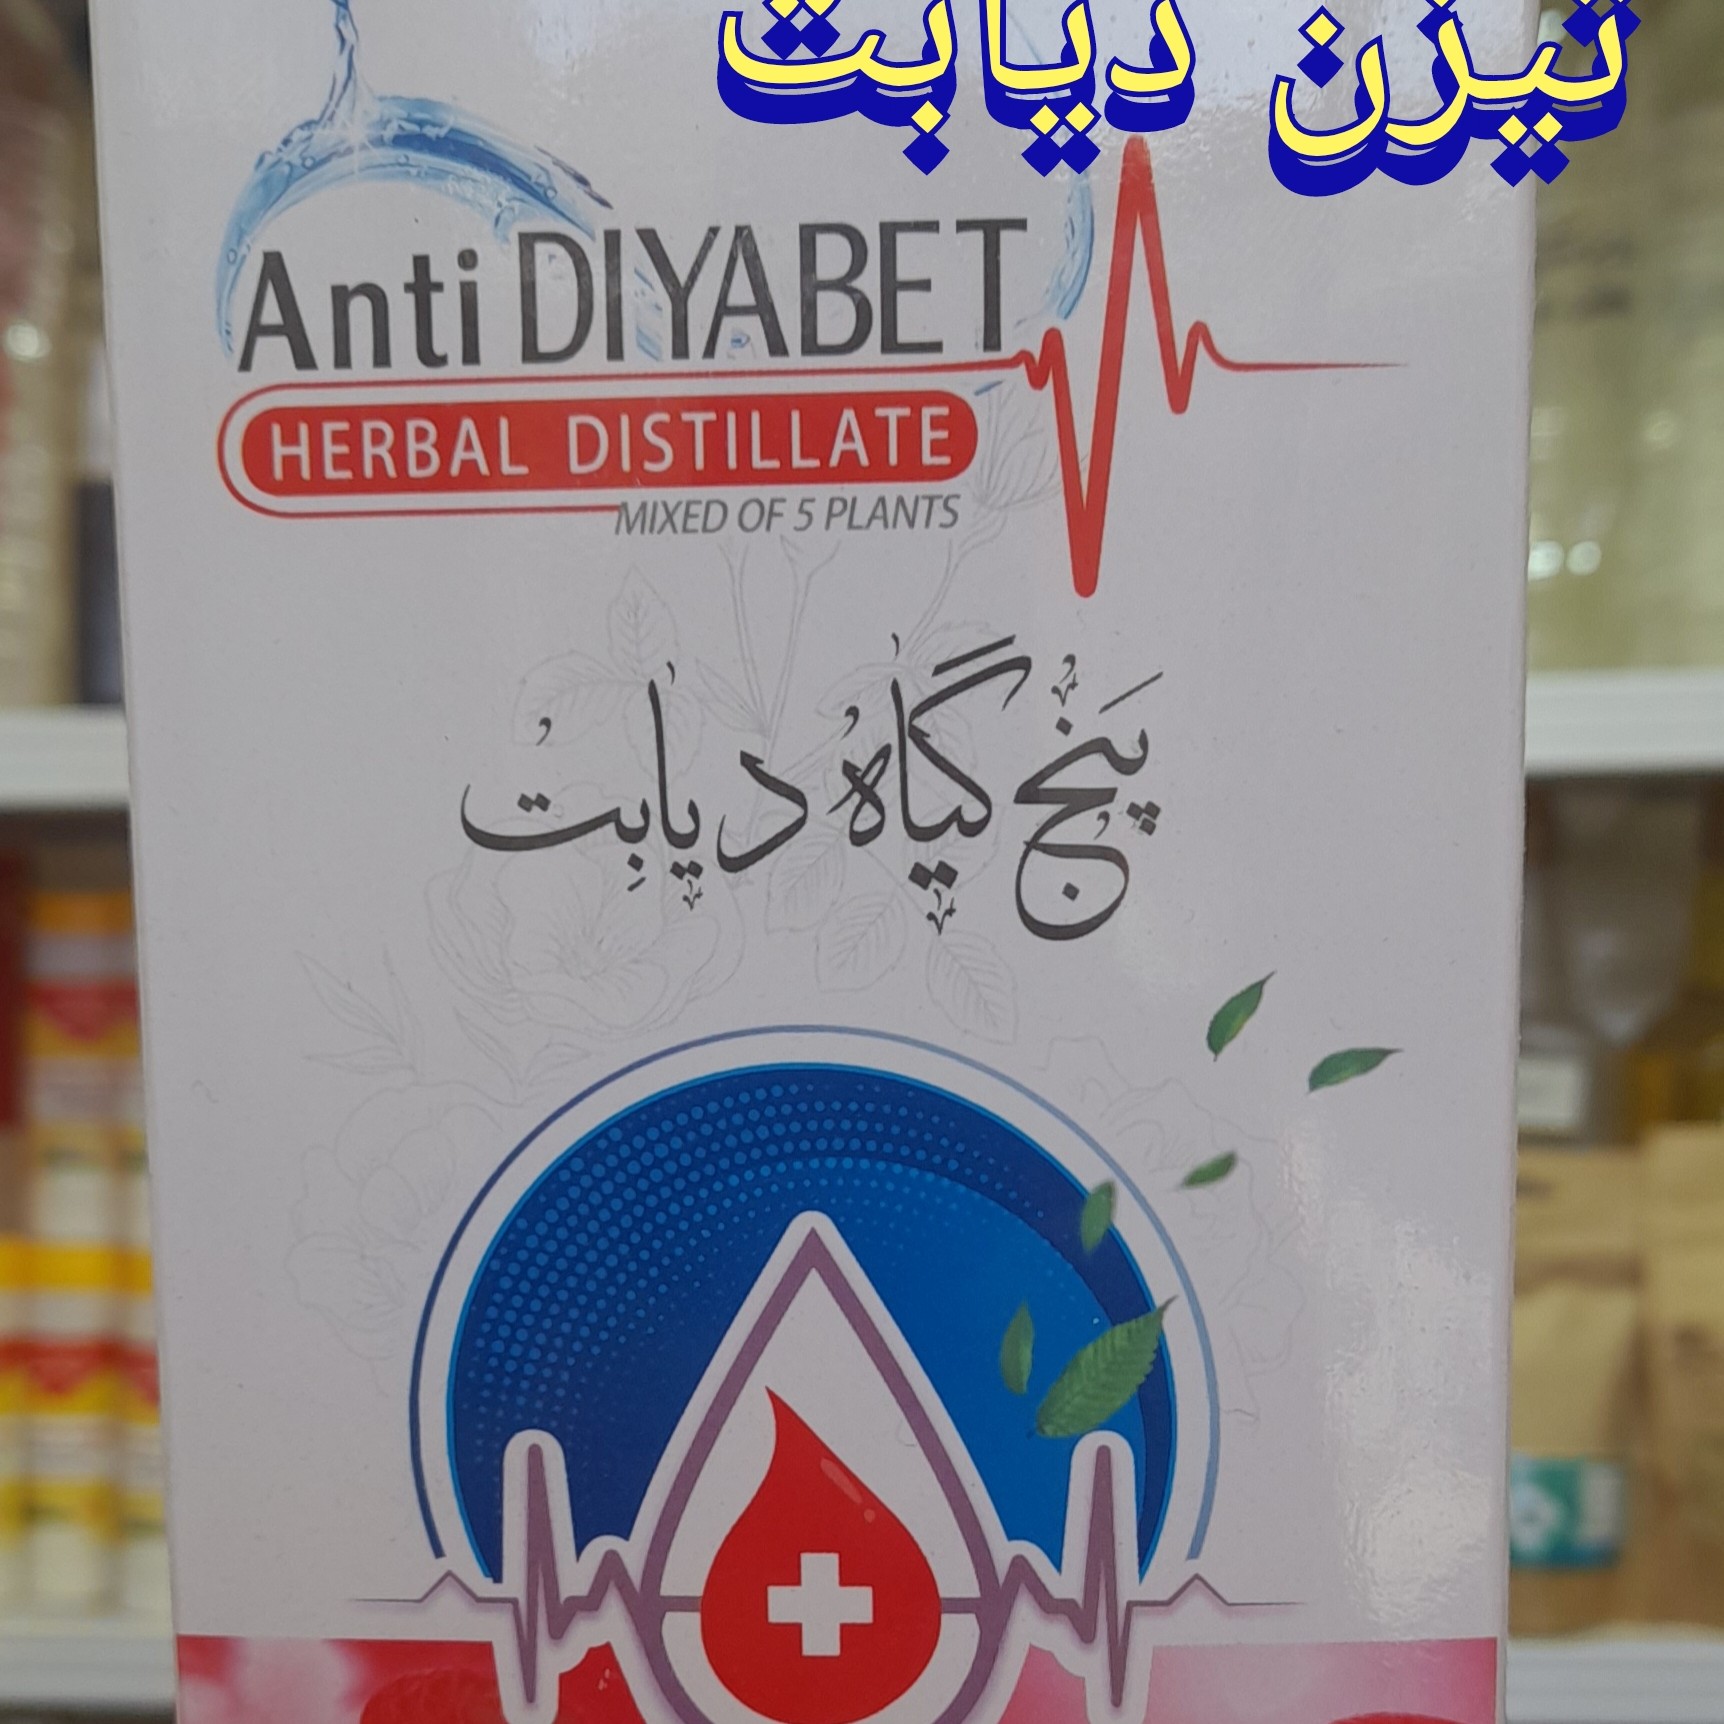 تیزن دیابت
Anti DIYABET
HERBAL DISTILLATE
MIXED OF 5 PLANTS
پنج گیاه دیابت